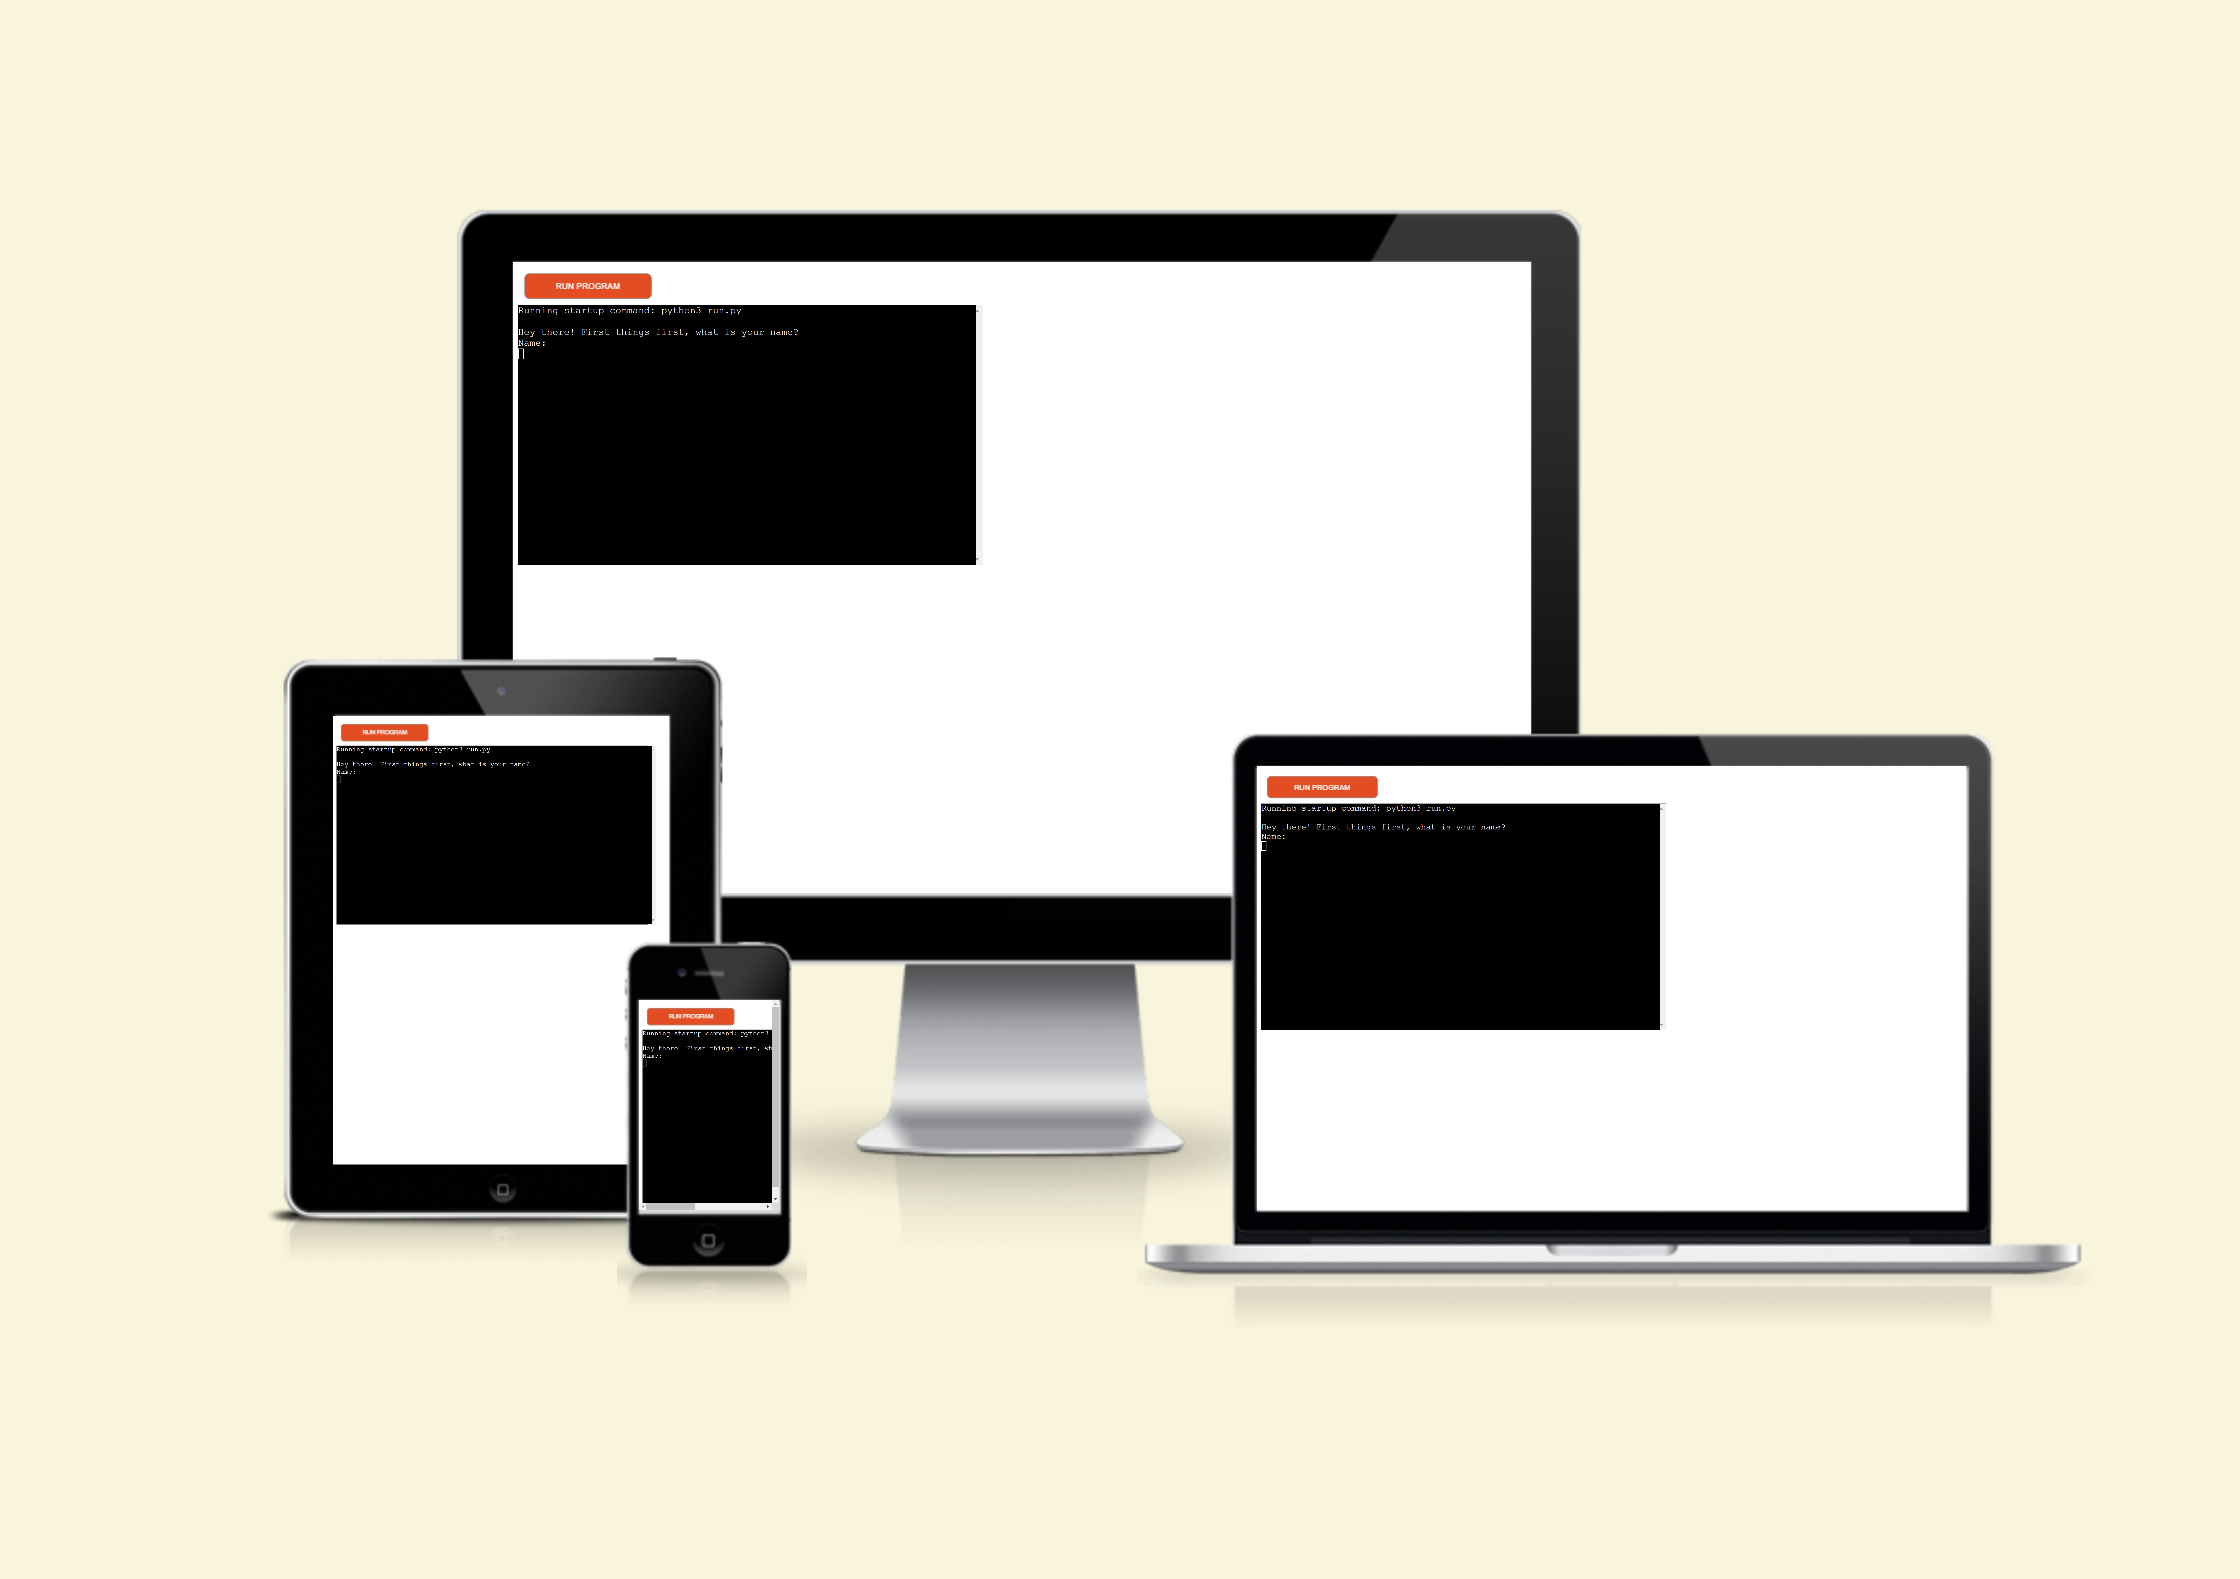 RUN PROGRAM
Running startup command: python3 run.py
Hey there! First things first, what is your name?
Name:
RUN PROGRAM
Running startup command: python3 run.py
Hey there! First things first, what is your name?
Name:
RUN PROGRAM
Running startup command: python3 run.py
Hey there! First things first, what is your name?
Name:
RUN PROGRAM
Running startup command: python3
Hey there! First things first, wh
Name: